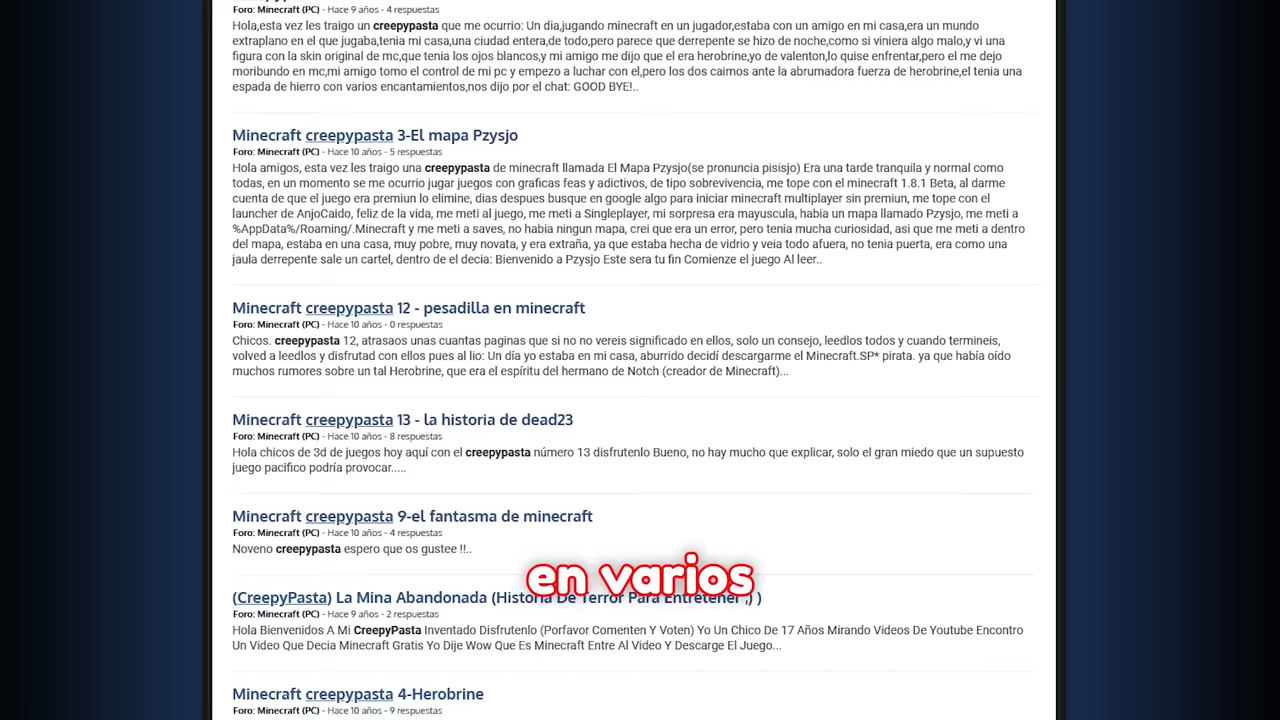 Foro: Minecraft (PC) - Hace 9 años - 4 respuestas
Hola,esta vez les traigo un creepypasta que me ocurrio: Un dia,jugando minecraft en un jugador,estaba con un amigo en mi casa,era un mundo
extraplano en el que jugaba,tenia mi casa,una ciudad entera,de todo,pero parece que derrepente se hizo de noche,como si viniera algo malo,y vi una
figura con la skin original de mc,que tenia los ojos blancos,y mi amigo me dijo que el era herobrine,yo de valenton,lo quise enfrentar,pero el me dejo
moribundo en mc,mi amigo tomo el control de mi pc y empezo a luchar con el,pero los dos caimos ante la abrumadora fuerza de herobrine,el tenia una
espada de hierro con varios encantamientos,nos dijo por el chat: GOOD BYE!..
Minecraft creepypasta 3-El mapa Pzysjo
Foro: Minecraft (PC) - Hace 10 años - 5 respuestas
Hola amigos, esta vez les traigo una creepypasta de minecraft llamada El Mapa Pzysjo(se pronuncia pisisjo) Era una tarde tranquila y normal como
todas, en un momento se me ocurrio jugar juegos con graficas feas y adictivos, de tipo sobrevivencia, me tope con el minecraft 1.8.1 Beta, al darme
cuenta de que el juego era premiun lo elimine, dias despues busque en google algo para iniciar minecraft multiplayer sin premiun, me tope con el
launcher de AnjoCaido, feliz de la vida, me meti al juego, me meti a Singleplayer, mi sorpresa era mayuscula, habia un mapa llamado Pzysjo, me meti a
%AppData%/Roaming/.Minecraft y me meti a saves, no habia ningun mapa, crei que era un error, pero tenia mucha curiosidad, asi que me meti a dentro
del mapa, estaba en una casa, muy pobre, muy novata, y era extraña, ya que estaba hecha de vidrio y veia todo afuera, no tenia puerta, era como una
jaula derrepente sale un cartel, dentro de el decia: Bienvenido a Pzysjo Este sera tu fin Comienze el juego Al leer..
Minecraft creepypasta 12 - pesadilla en minecraft
Foro: Minecraft (PC) - Hace 10 años - 0 respuestas
Chicos. creepypasta 12, atrasaos unas cuantas paginas que si no no vereis significado en ellos, solo un consejo, leedlos todos y cuando termineis,
volved a leedlos y disfrutad con ellos pues al lio: Un día yo estaba en mi casa, aburrido decidí descargarme el Minecraft.SP* pirata. ya que había oído
muchos rumores sobre un tal Herobrine, que era el espíritu del hermano de Notch (creador de Minecraft)...
Minecraft creepypasta 13 - la historia de dead23
Foro: Minecraft (PC) - Hace 10 años - 8 respuestas
Hola chicos de 3d de juegos hoy aquí con el creepypasta número 13 disfrutenlo Bueno, no hay mucho que explicar, solo el gran miedo que un supuesto
juego pacifico podría provocar.....
Minecraft creepypasta 9-el fantasma de minecraft
Foro: Minecraft (PC) - Hace 10 años - 4 respuestas
Noveno creepypasta espero que os gustee !!..
en varios
(CreepyPasta) La Mina Abandonada (Historia De Terror Para Entretener ;) )
Foro: Minecraft (PC) - Hace 9 años - 2 respuestas
Hola Bienvenidos A Mi CreepyPasta Inventado Disfrutenlo (Porfavor Comenten Y Voten) Yo Un Chico De 17 Años Mirando Videos De Youtube Encontro
Un Video Que Decia Minecraft Gratis Yo Dije Wow Que Es Minecraft Entre Al Video Y Descarge El Juego...
Minecraft creepypasta 4-Herobrine
Foro: Minecraft (PC) - Hace 10 años - 9 respuestas